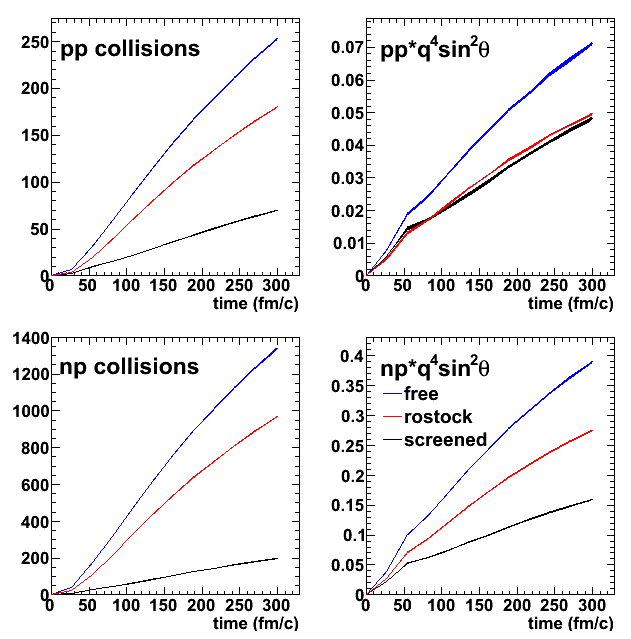 pp collisions
250
200
150
100
50
0
0 50 100 150 200 250 300
time (fm/c)
pp*q⁴sin²θ
0.07
0.06
0.05
0.04
0.03
0.02
0.01
0
0 50 100 150 200 250 300
time (fm/c)
np collisions
1400
1200
1000
800
600
400
200
0
0 50 100 150 200 250 300
time (fm/c)
np*q⁴sin²θ
free
rostock
screened
0.4
0.35
0.3
0.25
0.2
0.15
0.1
0.05
0
0 50 100 150 200 250 300
time (fm/c)